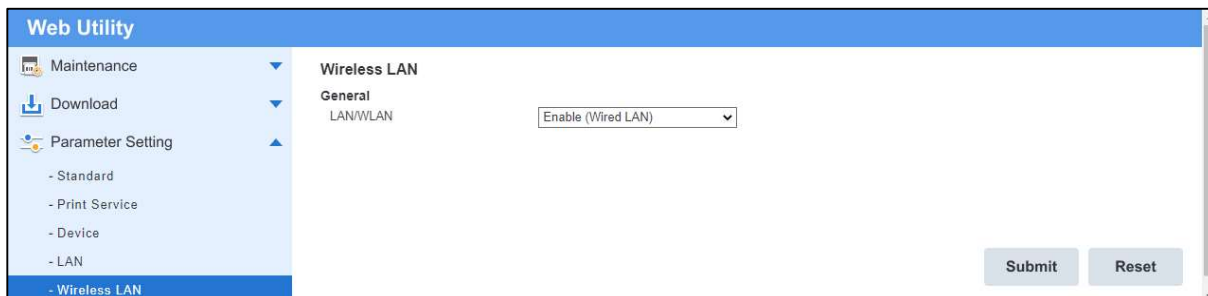 Web Utility
Maintenance
Download
Parameter Setting
- Standard
- Print Service
- Device
- LAN
- Wireless LAN
Wireless LAN
General
LAN/WLAN Enable (Wired LAN)
Submit Reset